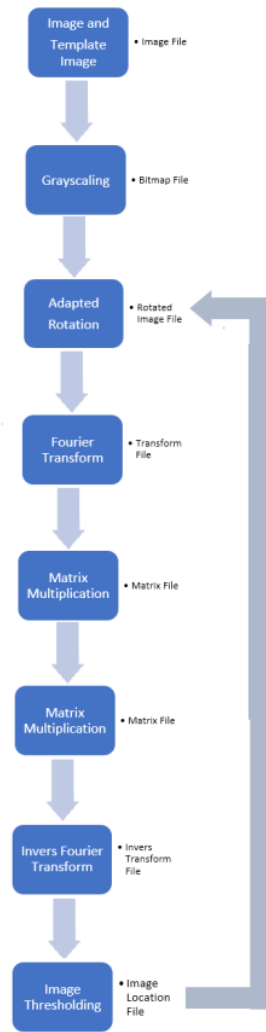 Image and
Template
Image
• Image File
Grayscaling
• Bitmap File
Adapted
Rotation
• Rotated
Image File
Fourier
Transform
• Transform
File
Matrix
Multiplication
• Matrix File
Matrix
Multiplication
• Matrix File
Invers Fourier
Transform
• Invers
Transform
File
Image
Thresholding
• Image
Location
File